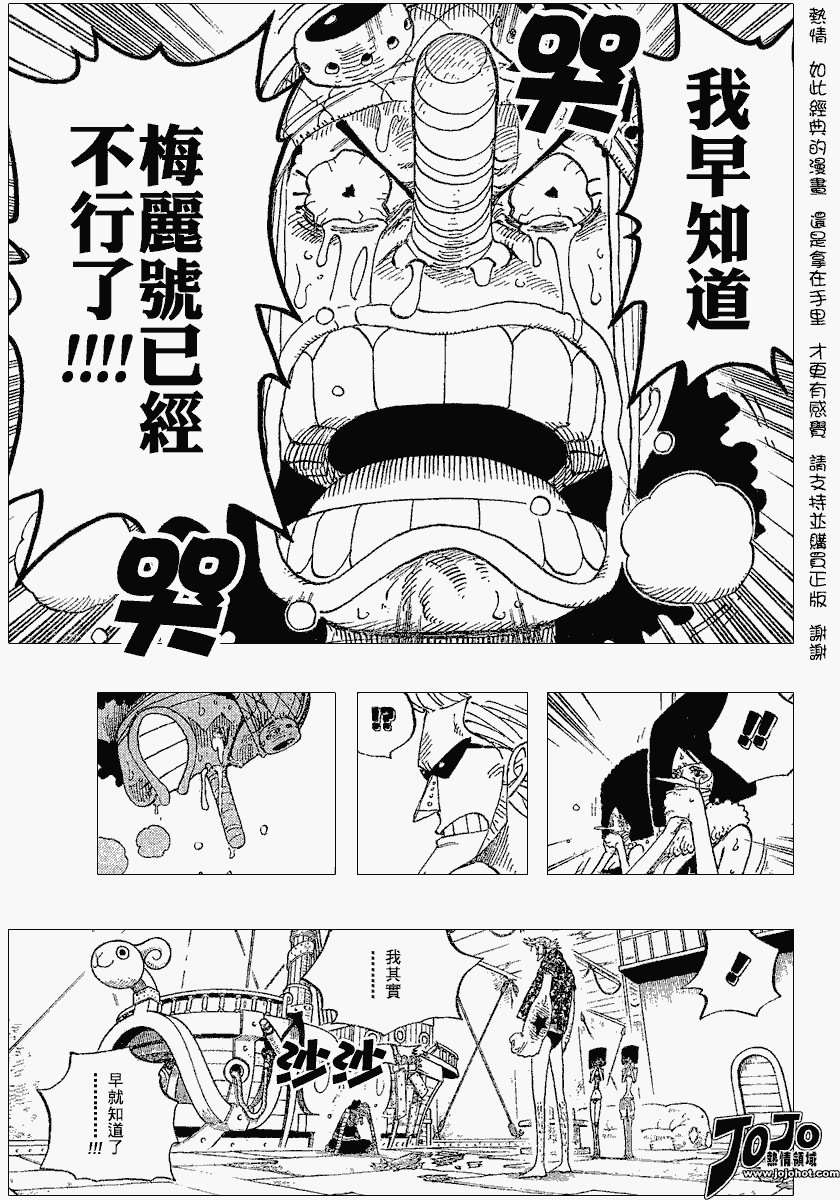 我早知道
哭
梅麗號已經
不行了!!!!
哭
!!
!?
!!
我其實
………
沙沙
………
早就知道了
!!!
熱情 如此經典的漫畫 還是拿在手里 才更有感覺 請支持並購買正版 謝謝
JOJO
熱情領域
www.jojohot.com